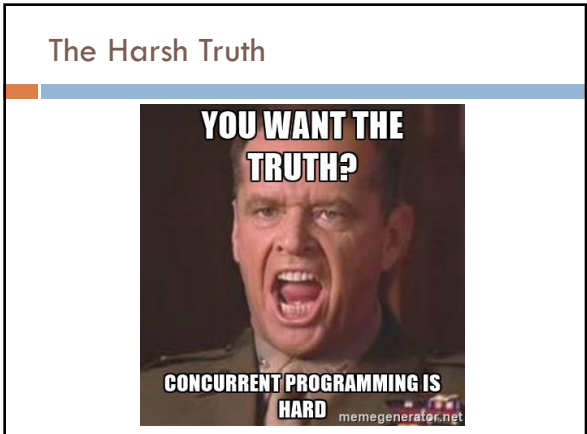 The Harsh Truth
YOU WANT THE
TRUTH?
CONCURRENT PROGRAMMING IS
HARD
memegenerator.net